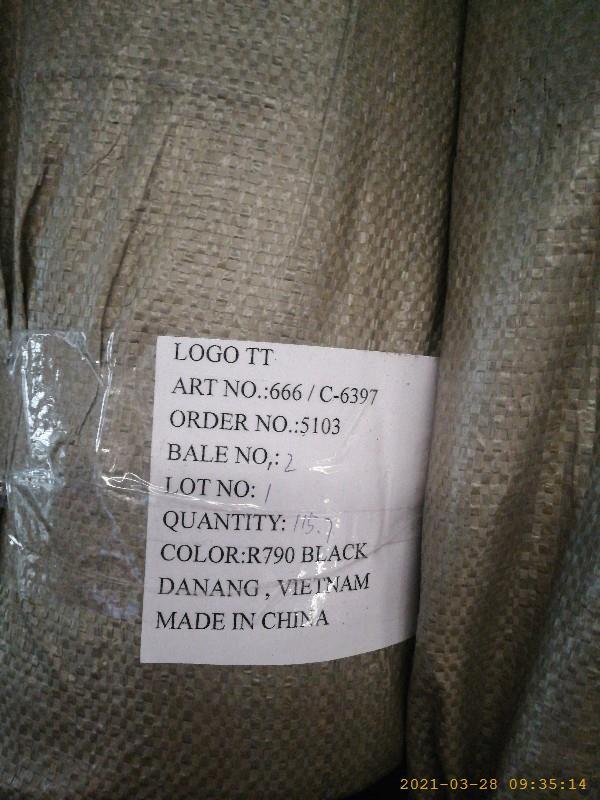 LOGO TT
ART NO.:666 / C-6397
ORDER NO.:5103
BALE NO,: 2
LOT NO: 1
QUANTITY: 115.7
COLOR:R790 BLACK
DANANG , VIETNAM
MADE IN CHINA
2021-03-28 09:35:14